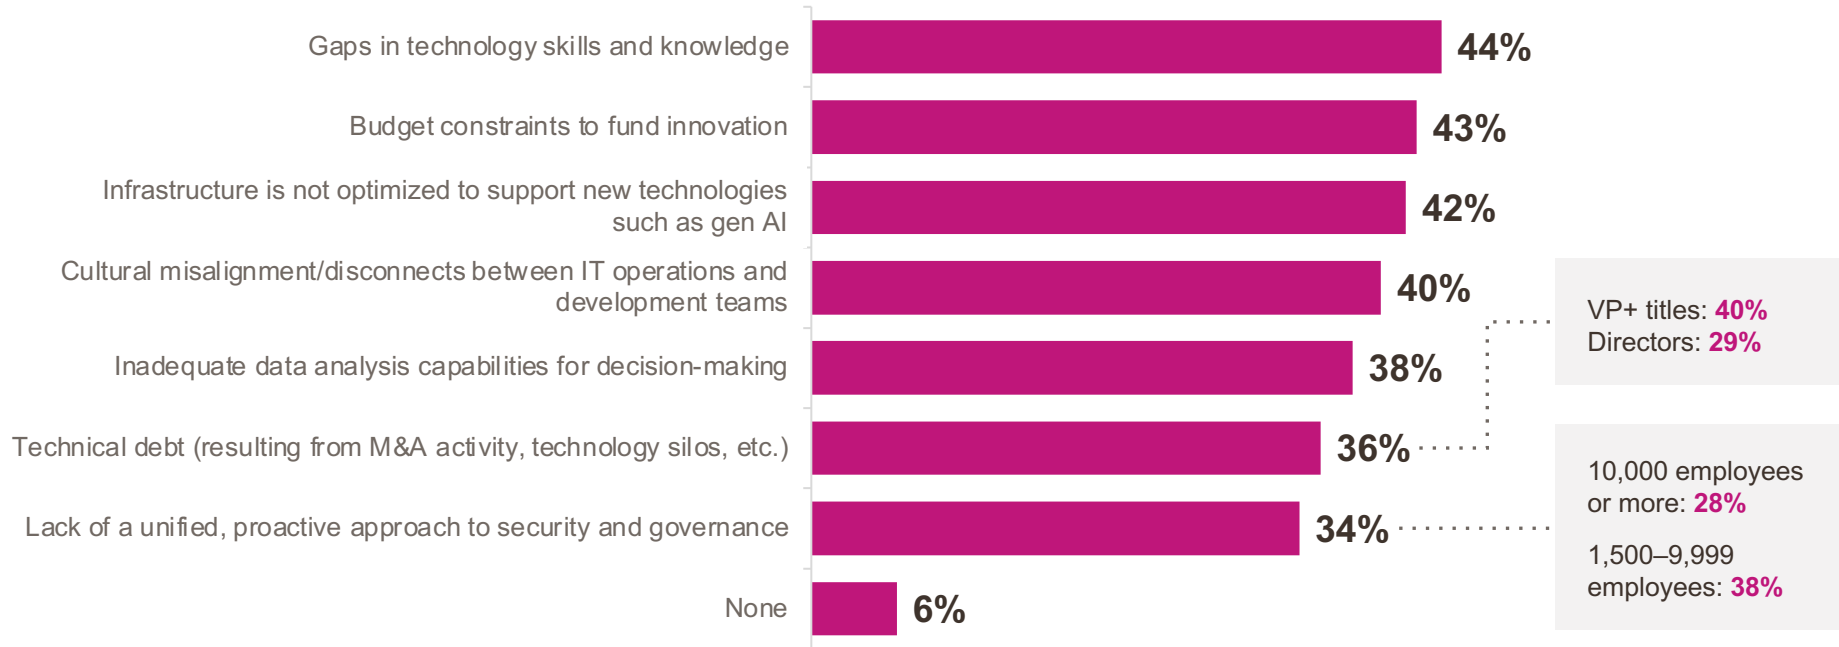 Gaps in technology skills and knowledge
44%
Budget constraints to fund innovation
43%
Infrastructure is not optimized to support new technologies
such as gen AI
42%
Cultural misalignment/disconnects between IT operations and
development teams
40%
Inadequate data analysis capabilities for decision-making
38%
Technical debt (resulting from M&A activity, technology silos, etc.)
36%
VP+ titles: 40%
Directors: 29%
Lack of a unified, proactive approach to security and governance
34%
10,000 employees
or more: 28%
1,500–9,999
employees: 38%
None
6%